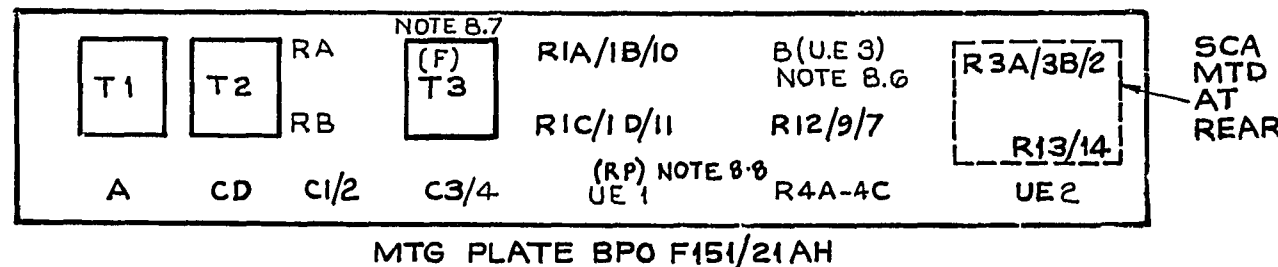 NOTE 8.7
T1 T2 RA (F) T3 R1A/1B/10 B(U.E 3) NOTE 8.6 R3A/3B/2 SCA MTD AT REAR
RB R1C/1D/11 R12/9/7 R13/14
A CD C1/2 C3/4 (RP) NOTE 8.8 UE 1 R4A-4C UE2
MTG PLATE BPO F151/21AH